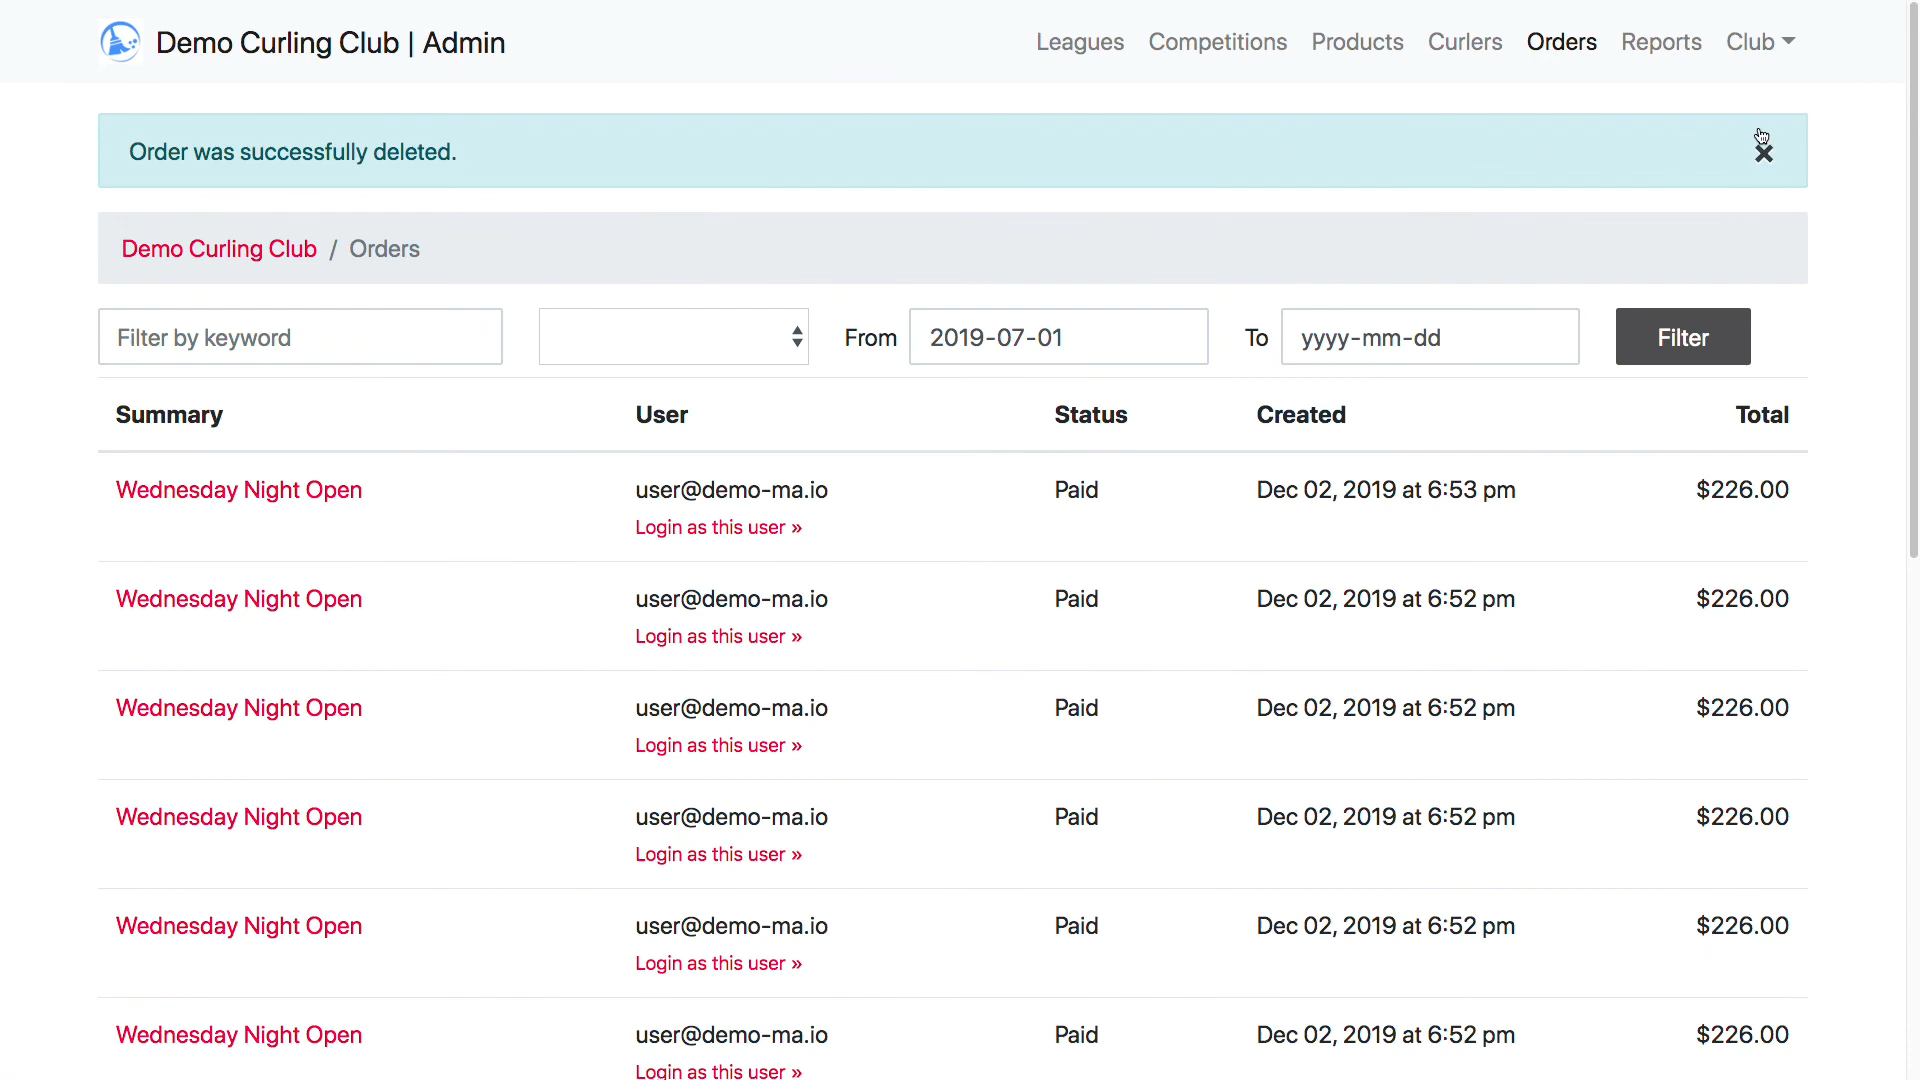 Demo Curling Club | Admin Leagues Competitions Products Curlers Orders Reports Club
Order was successfully deleted.
Demo Curling Club / Orders
Filter by keyword From 2019-07-01 To yyyy-mm-dd Filter
Summary User Status Created Total
Wednesday Night Open user@demo-ma.io Paid Dec 02, 2019 at 6:53 pm $226.00
Login as this user »
Wednesday Night Open user@demo-ma.io Paid Dec 02, 2019 at 6:52 pm $226.00
Login as this user »
Wednesday Night Open user@demo-ma.io Paid Dec 02, 2019 at 6:52 pm $226.00
Login as this user »
Wednesday Night Open user@demo-ma.io Paid Dec 02, 2019 at 6:52 pm $226.00
Login as this user »
Wednesday Night Open user@demo-ma.io Paid Dec 02, 2019 at 6:52 pm $226.00
Login as this user »
Wednesday Night Open user@demo-ma.io Paid Dec 02, 2019 at 6:52 pm $226.00
Login as this user »